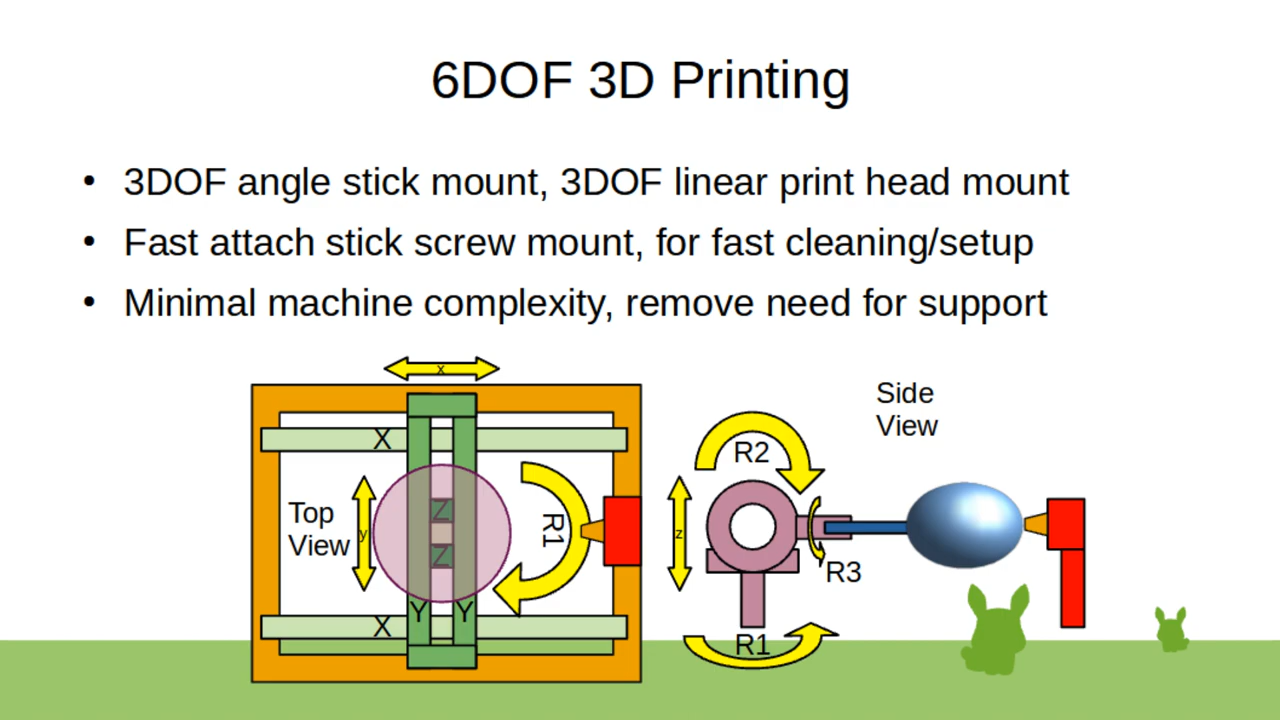 6DOF 3D Printing
• 3DOF angle stick mount, 3DOF linear print head mount
• Fast attach stick screw mount, for fast cleaning/setup
• Minimal machine complexity, remove need for support
x
X
Top
View
y
Z
Z
R1
Y Y
X
Side
View
R2
z
R3
R1